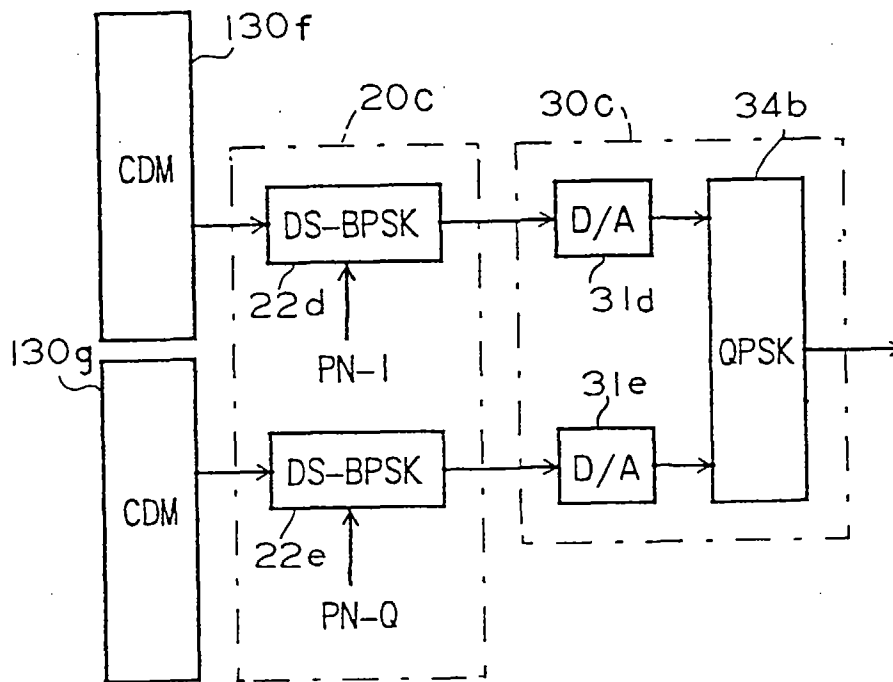 130f
20c
30c
34b
CDM
DS-BPSK
D/A
22d
31d
PN-I
QPSK
130g
31e
CDM
DS-BPSK
D/A
22e
PN-Q